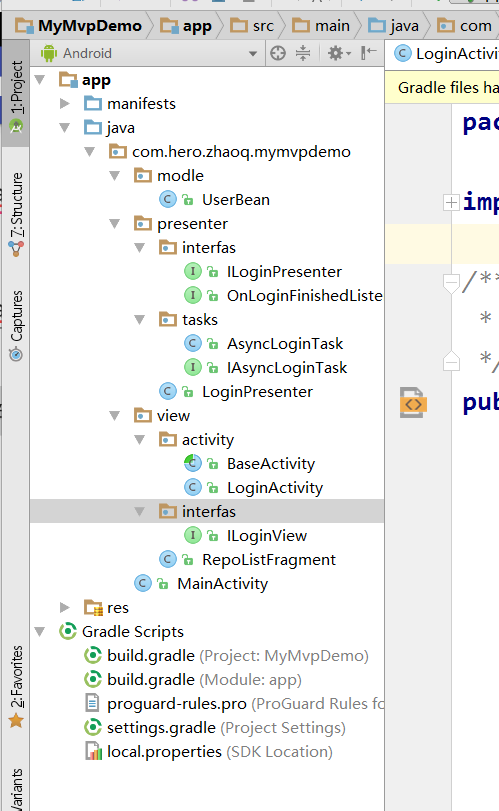 MyMvpDemo app src main java com
Android
LoginActivi
Gradle files ha
1: Project
7: Structure
Captures
2: Favorites
Variants
app
manifests
java
com.hero.zhaoq.mymvpdemo
modle
UserBean
presenter
interfas
ILoginPresenter
OnLoginFinishedListe
tasks
AsyncLoginTask
IAsyncLoginTask
LoginPresenter
view
activity
BaseActivity
LoginActivity
interfas
ILoginView
RepoListFragment
MainActivity
res
Gradle Scripts
build.gradle (Project: MyMvpDemo)
build.gradle (Module: app)
proguard-rules.pro (ProGuard Rules fo
settings.gradle (Project Settings)
local.properties (SDK Location)
pac
imp
/**
*
*/
pub